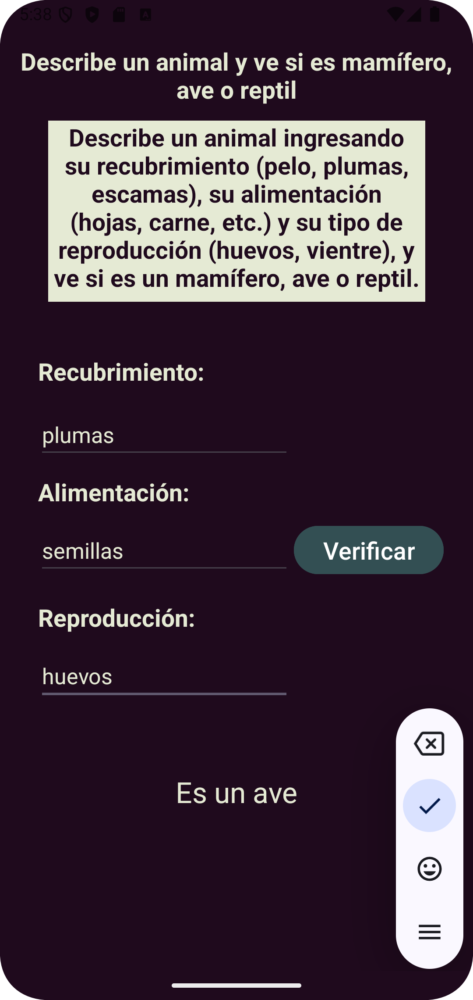 5:38
Describe un animal y ve si es mamífero,
ave o reptil
Describe un animal ingresando
su recubrimiento (pelo, plumas,
escamas), su alimentación
(hojas, carne, etc.) y su tipo de
reproducción (huevos, vientre), y
ve si es un mamífero, ave o reptil.
Recubrimiento:
plumas
Alimentación:
semillas
Verificar
Reproducción:
huevos
Es un ave